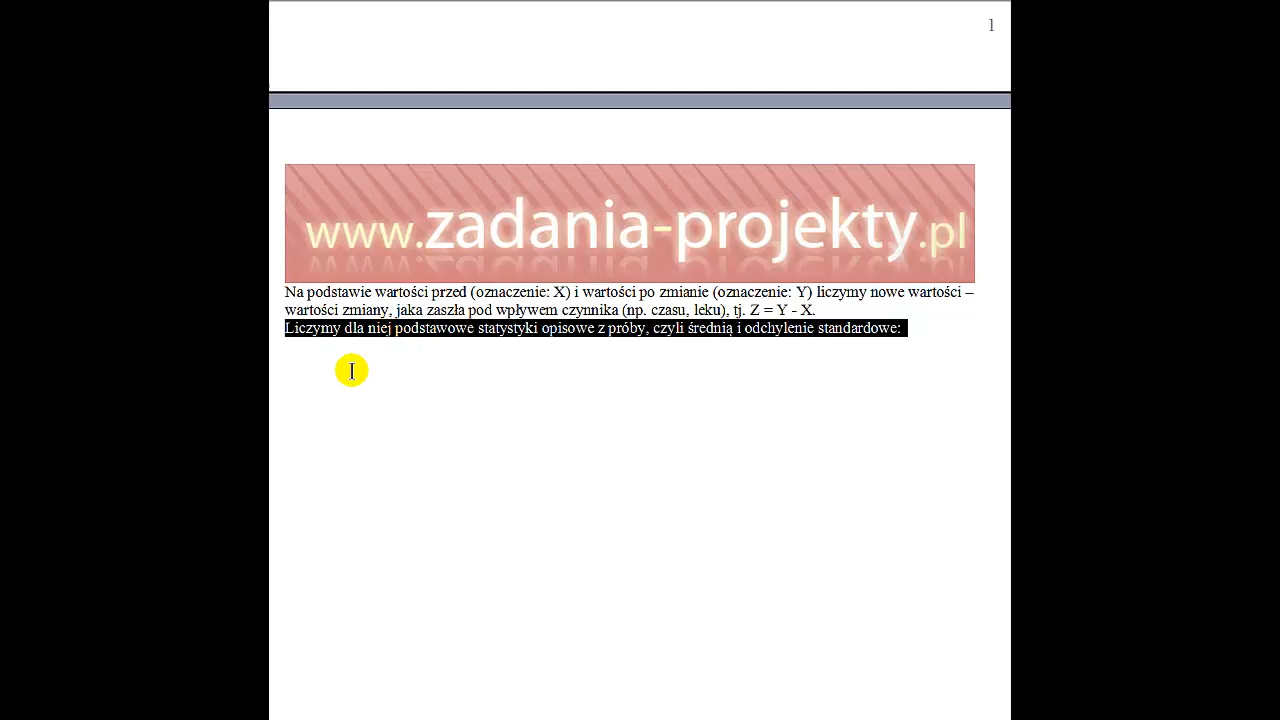 1
www.zadania-projekty.pl
Na podstawie wartości przed (oznaczenie: X) i wartości po zmianie (oznaczenie: Y) liczymy nowe wartości –
wartości zmiany, jaka zaszła pod wpływem czynnika (np. czasu, leku), tj. Z = Y - X.
Liczymy dla niej podstawowe statystyki opisowe z próby, czyli średnią i odchylenie standardowe: